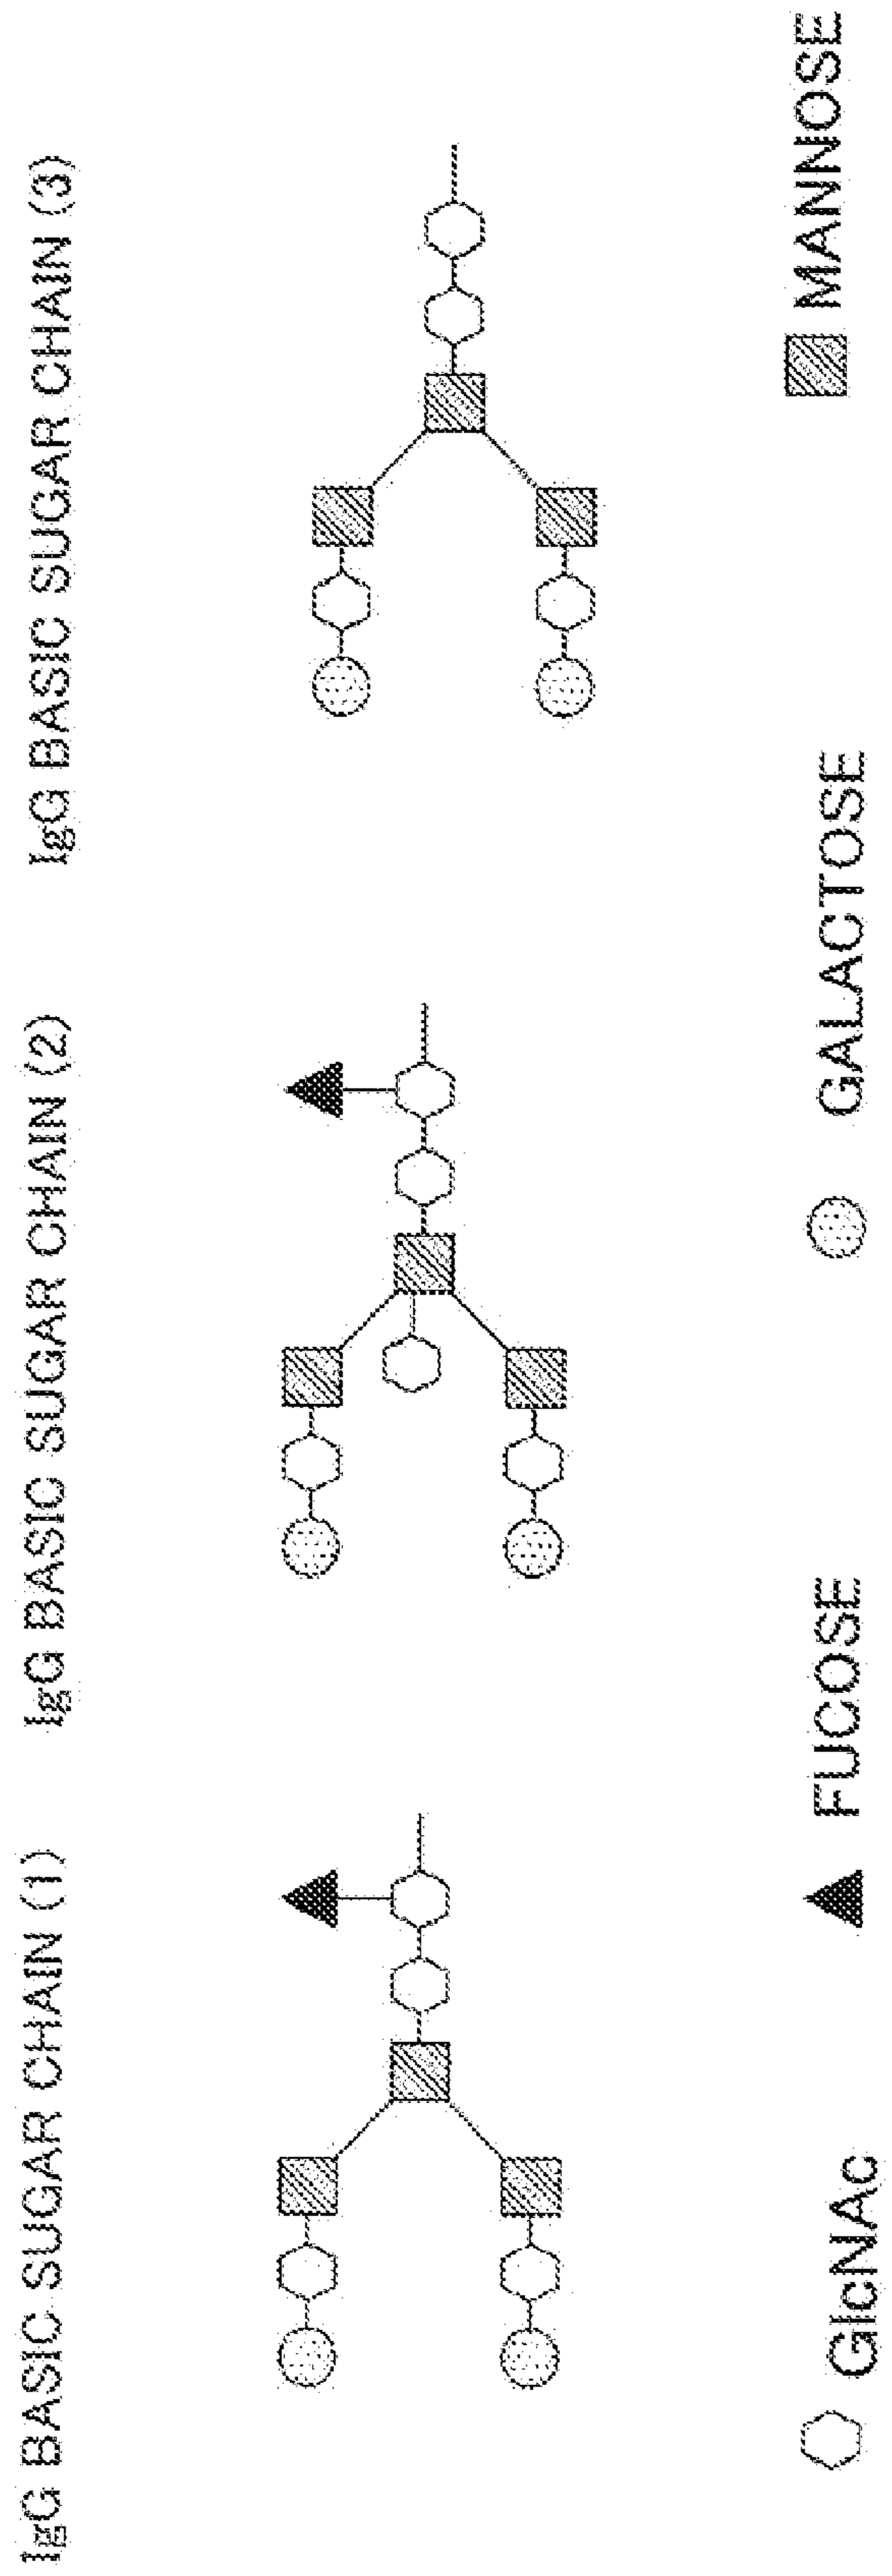 IgG BASIC SUGAR CHAIN (1)
IgG BASIC SUGAR CHAIN (2)
IgG BASIC SUGAR CHAIN (3)
GlcNAc
FUCOSE
GALACTOSE
MANNOSE